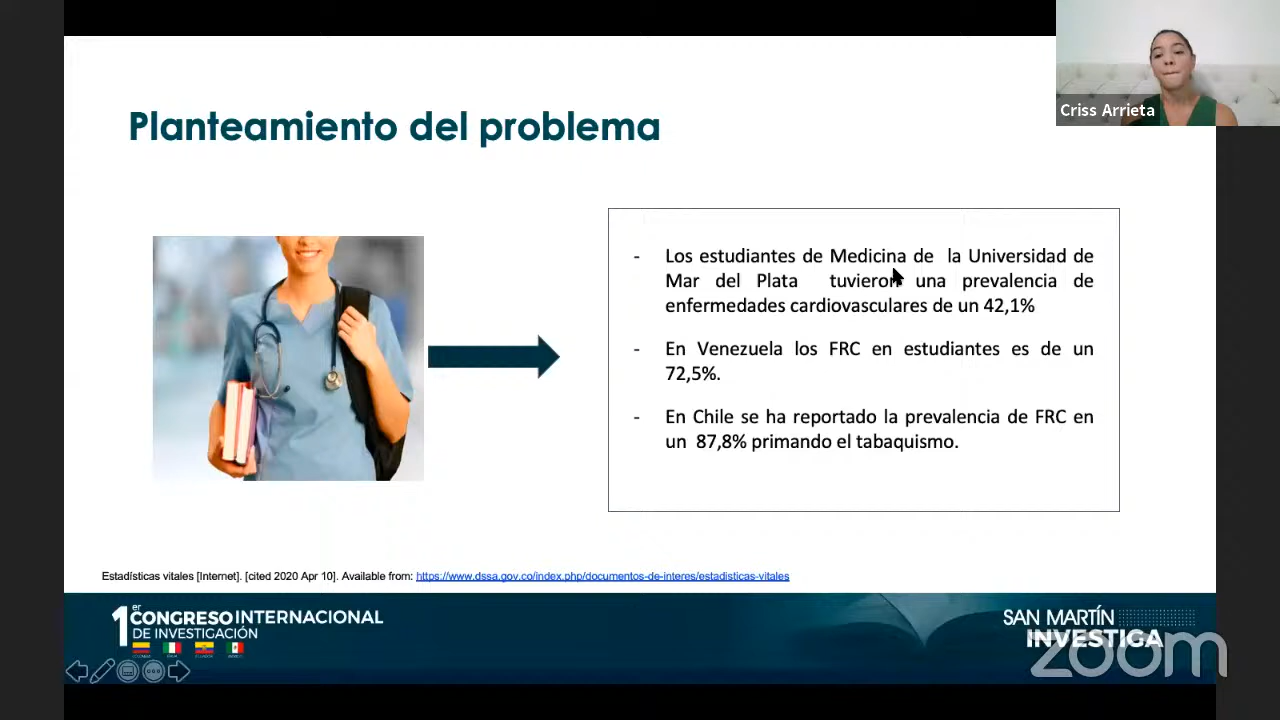 Criss Arrieta
Planteamiento del problema
- Los estudiantes de Medicina de la Universidad de
Mar del Plata tuvieron una prevalencia de
enfermedades cardiovasculares de un 42,1%
- En Venezuela los FRC en estudiantes es de un
72,5%.
- En Chile se ha reportado la prevalencia de FRC en
un 87,8% primando el tabaquismo.
Estadísticas vitales [Internet]. [cited 2020 Apr 10]. Available from: https://www.dssa.gov.co/index.php/documentos-de-interes/estadisticas-vitales
1er CONGRESO INTERNACIONAL
DE INVESTIGACIÓN
COLOMBIA ITALIA ECUADOR MÉXICO
SAN MARTÍN
INVESTIGA
zoom